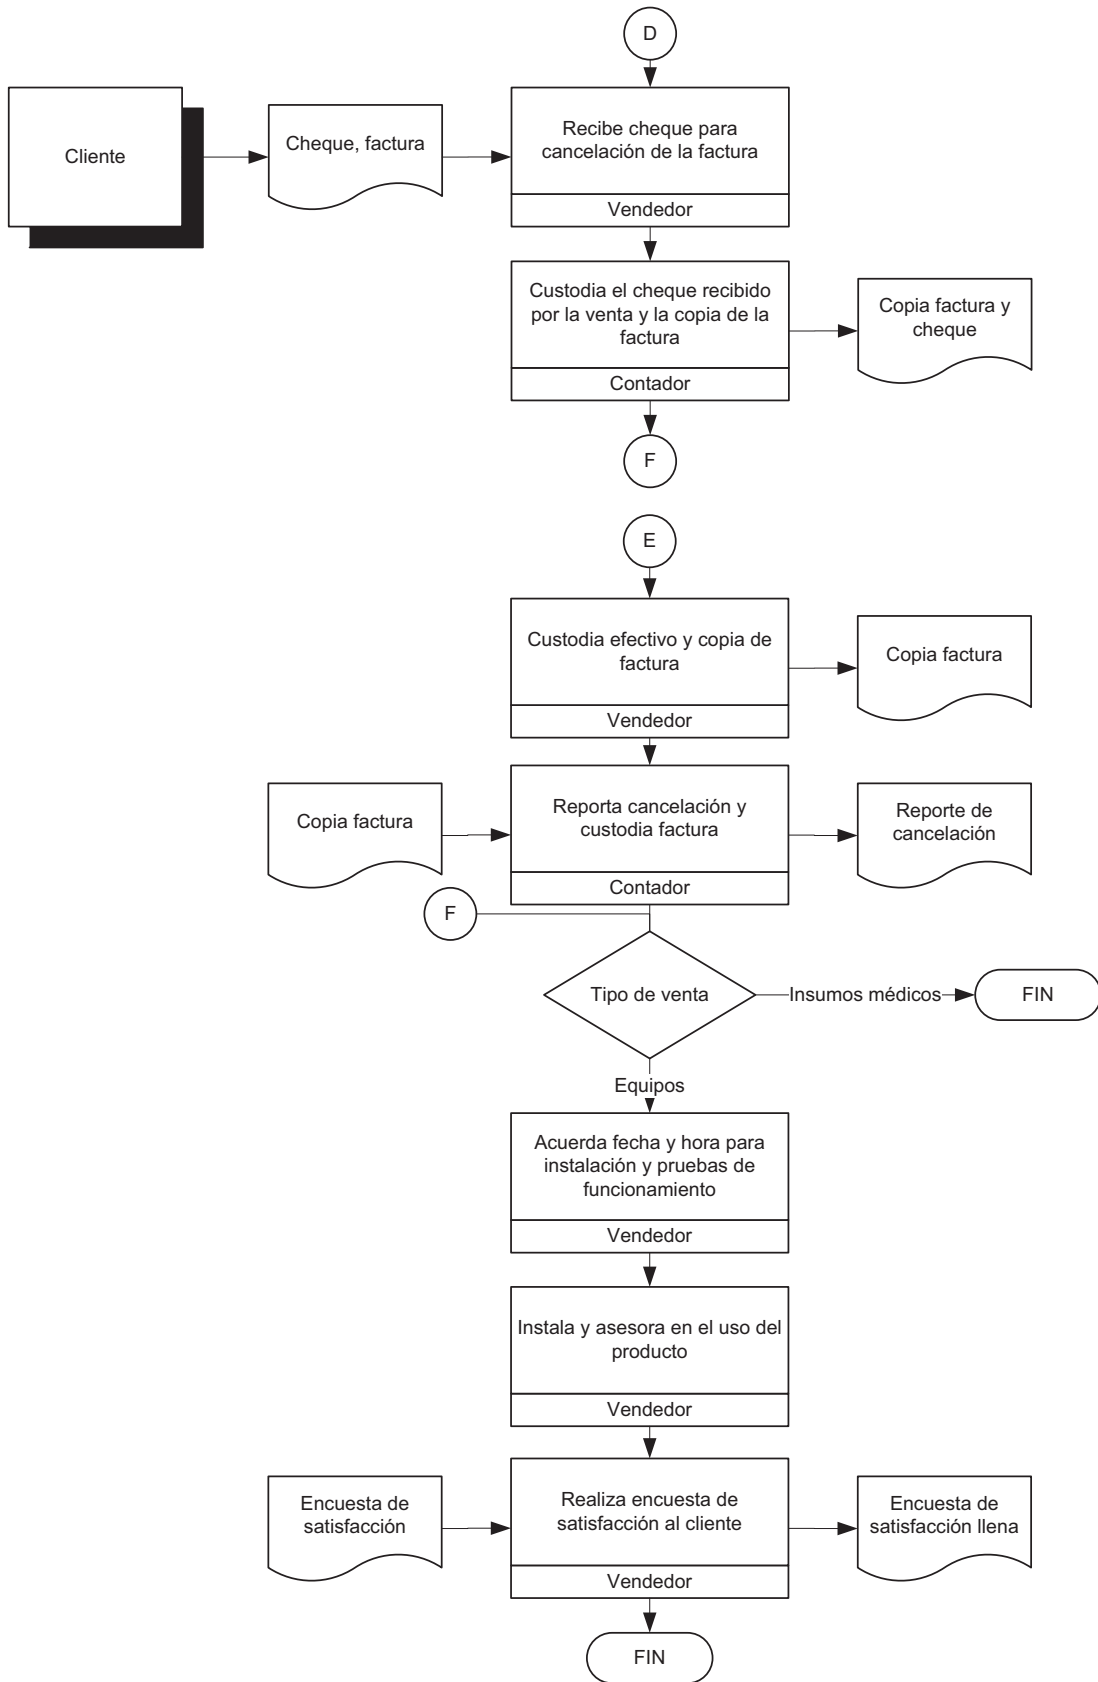 D
Cliente
Cheque, factura
Recibe cheque para
cancelación de la factura
Vendedor
Custodia el cheque recibido
por la venta y la copia de la
factura
Contador
Copia factura y
cheque
F
E
Custodia efectivo y copia de
factura
Vendedor
Copia factura
Copia factura
Reporta cancelación y
custodia factura
Contador
Reporte de
cancelación
F
Tipo de venta
Insumos médicos
FIN
Equipos
Acuerda fecha y hora para
instalación y pruebas de
funcionamiento
Vendedor
Instala y asesora en el uso del
producto
Vendedor
Encuesta de
satisfacción
Realiza encuesta de
satisfacción al cliente
Vendedor
Encuesta de
satisfacción llena
FIN